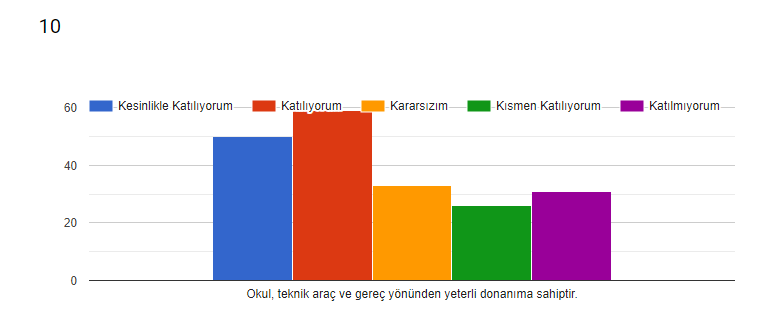 10
Kesinlikle Katılıyorum Katılıyorum Kararsızım Kısmen Katılıyorum Katılmıyorum
60
40
20
0
Okul, teknik araç ve gereç yönünden yeterli donanıma sahiptir.